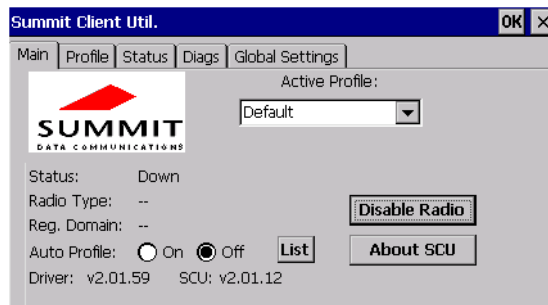 Summit Client Util. OK ×
Main Profile Status Diags Global Settings
Active Profile:
Default
SUMMIT
DATA COMMUNICATIONS
Status: Down
Radio Type: --
Reg. Domain: --
Disable Radio
Auto Profile: On Off List About SCU
Driver: v2.01.59 SCU: v2.01.12